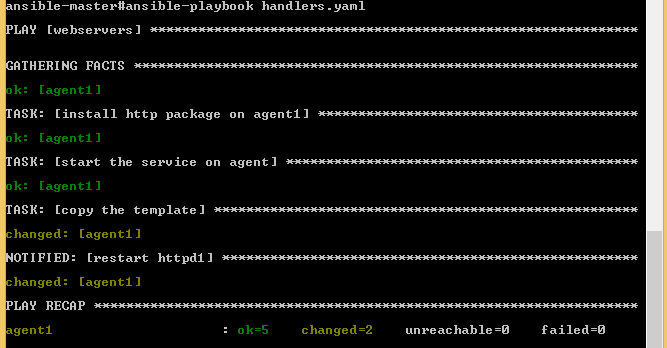 ansible-master#ansible-playbook handlers.yaml
PLAY [webservers] *************************************************************
GATHERING FACTS ***************************************************************
ok: [agent1]
TASK: [install http package on agent1] ****************************************
ok: [agent1]
TASK: [start the service on agent] ********************************************
ok: [agent1]
TASK: [copy the template] *****************************************************
changed: [agent1]
NOTIFIED: [restart httpd1] ****************************************************
changed: [agent1]
PLAY RECAP ********************************************************************
agent1                     : ok=5    changed=2    unreachable=0    failed=0